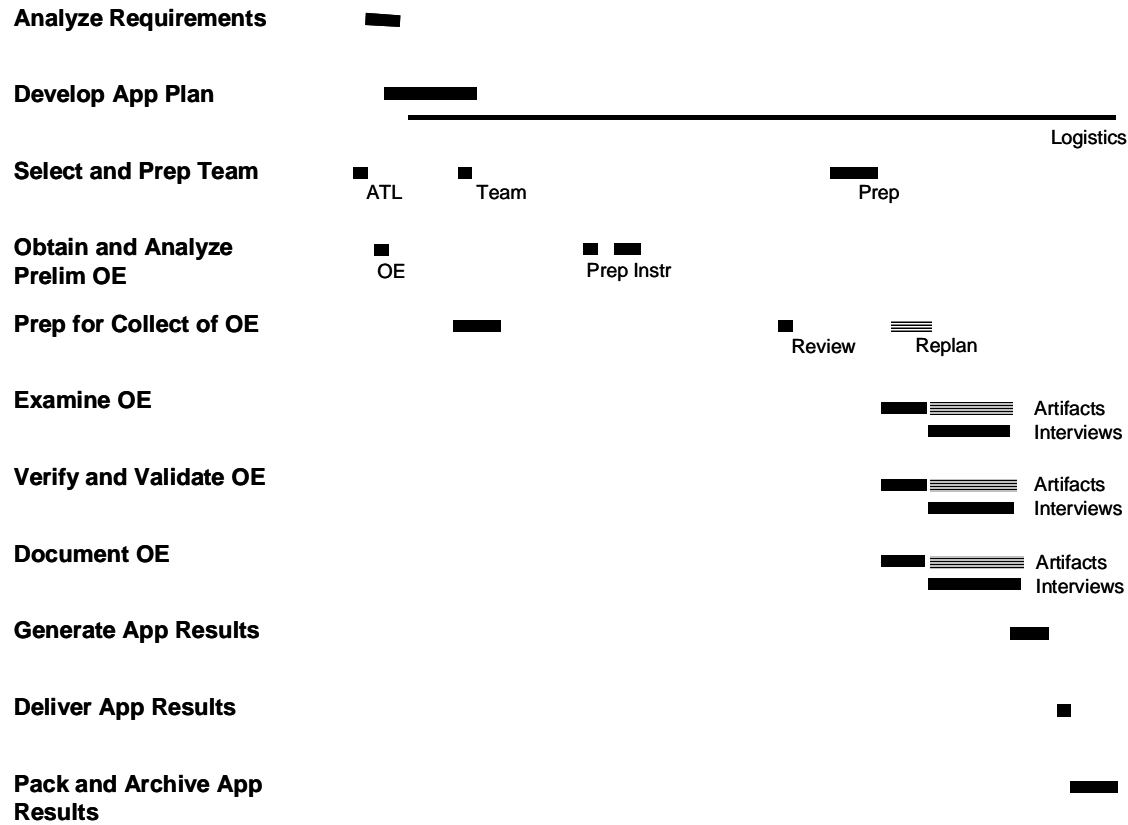 Analyze Requirements
Develop App Plan
Logistics
Select and Prep Team
ATL
Team
Prep
Obtain and Analyze
Prelim OE
OE
Prep Instr
Prep for Collect of OE
Review
Replan
Examine OE
Artifacts
Interviews
Verify and Validate OE
Artifacts
Interviews
Document OE
Artifacts
Interviews
Generate App Results
Deliver App Results
Pack and Archive App
Results